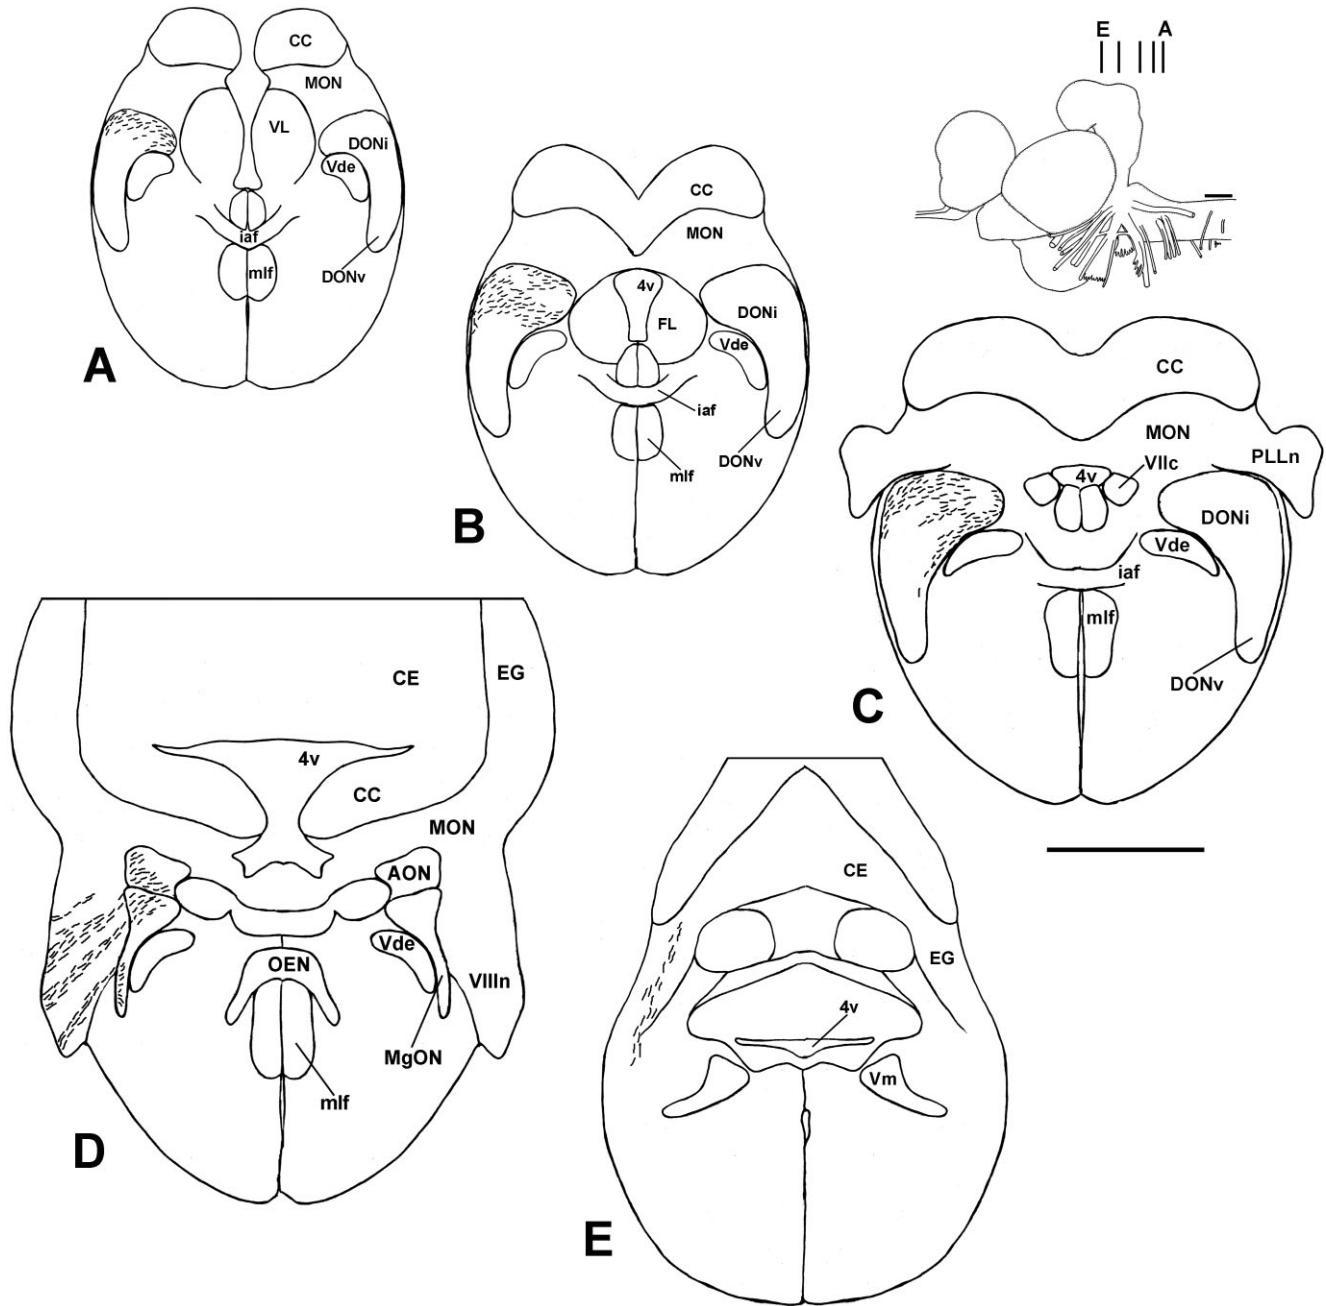 CC
MON
VL
DONi
Vde
iaf
mlf
DONv
A
CC
MON
4v
FL
DONi
Vde
iaf
DONv
mlf
B
E A
CC
MON
PLLn
VIIc
4v
DONi
Vde
iaf
mlf
DONv
C
CE
EG
4v
CC
MON
AON
Vde
OEN
VIIIn
MgON
mlf
D
CE
EG
4v
Vm
E